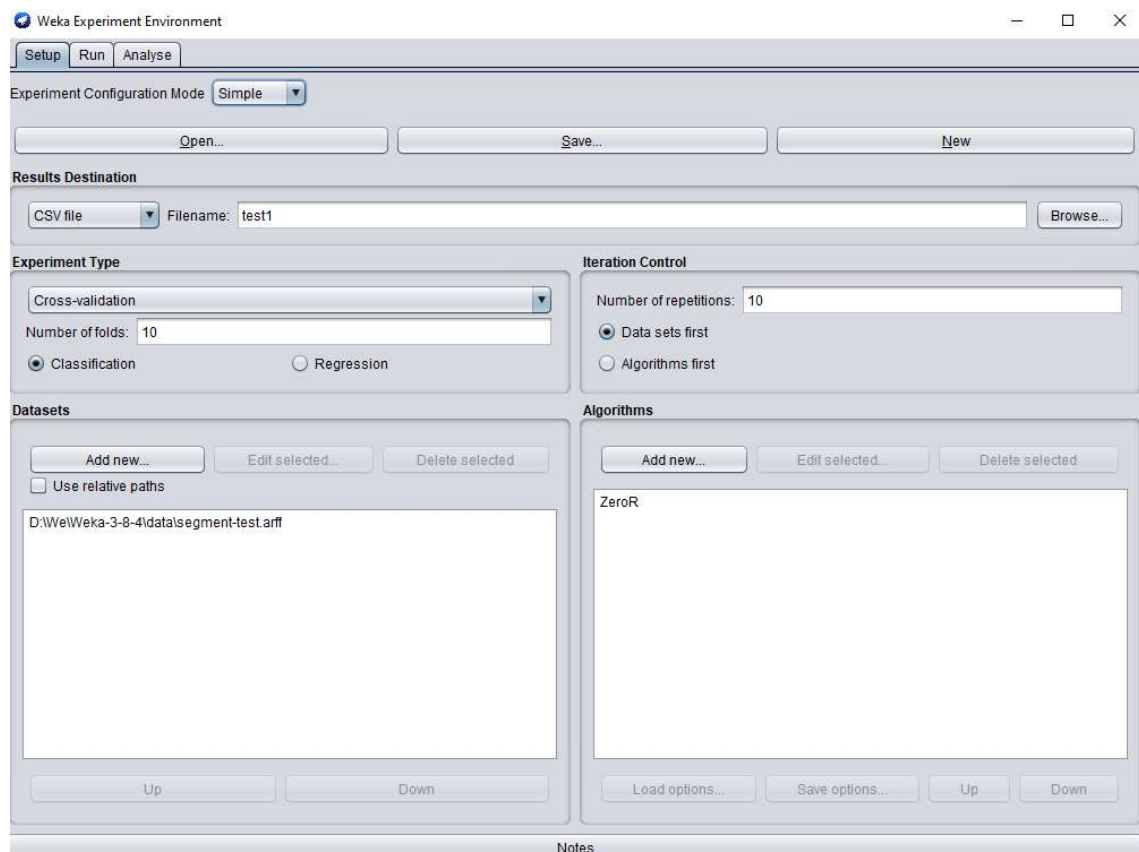 Weka Experiment Environment
Setup Run Analyse
Experiment Configuration Mode Simple
Open... Save... New
Results Destination
CSV file Filename: test1 Browse...
Experiment Type
Cross-validation
Number of folds: 10
Classification Regression
Iteration Control
Number of repetitions: 10
Data sets first
Algorithms first
Datasets
Add new... Edit selected... Delete selected
Use relative paths
D:\We\Weka-3-8-4\data\segment-test.arff
Up Down
Algorithms
Add new... Edit selected... Delete selected
ZeroR
Load options... Save options... Up Down
Notes